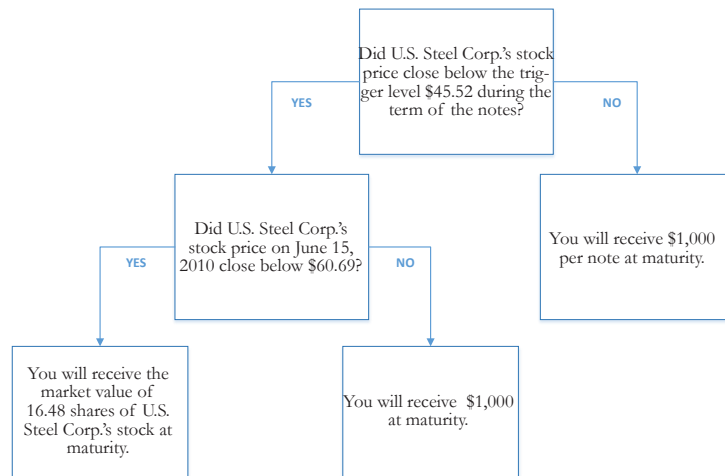 Did U.S. Steel Corp.'s stock
price close below the trig-
ger level $45.52 during the
term of the notes?
YES
NO
Did U.S. Steel Corp.'s
stock price on June 15,
2010 close below $60.69?
You will receive $1,000
per note at maturity.
YES
NO
You will receive the
market value of
16.48 shares of U.S.
Steel Corp.'s stock at
maturity.
You will receive $1,000
at maturity.